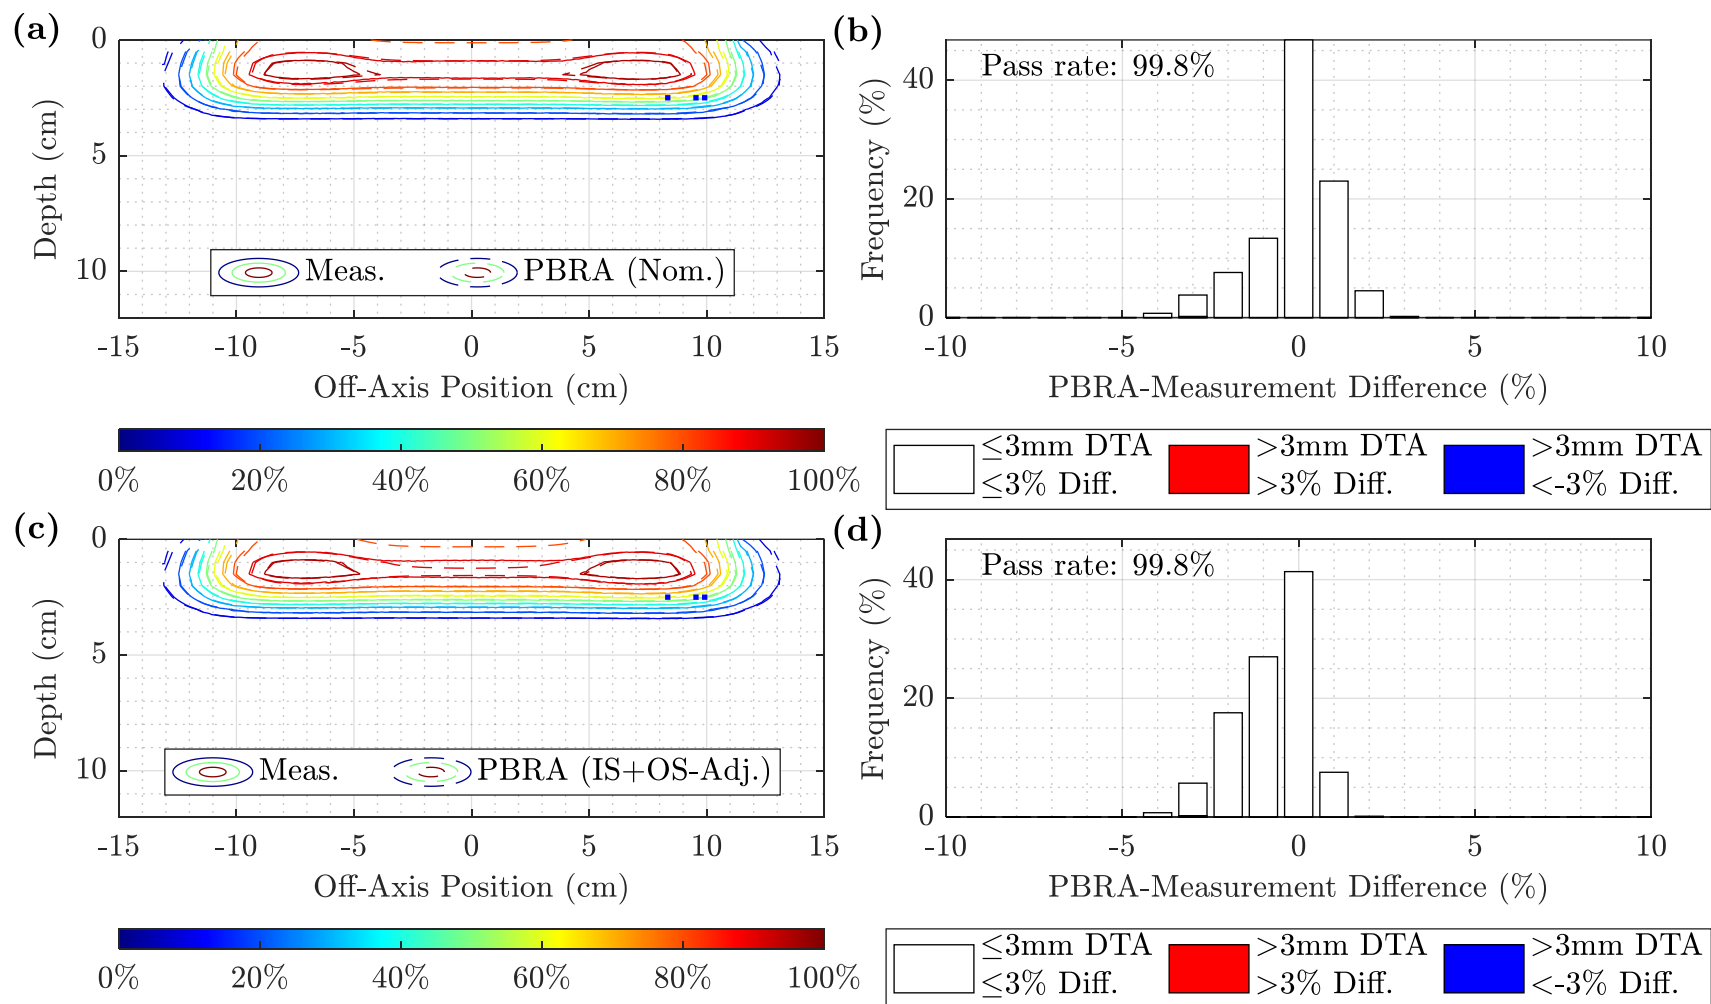 (a)
0
5
10
Depth (cm)
Meas.
PBRA (Nom.)
-15 -10 -5 0 5 10 15
Off-Axis Position (cm)
0% 20% 40% 60% 80% 100%
(b)
Pass rate: 99.8%
40
20
0
Frequency (%)
-10 -5 0 5 10
PBRA-Measurement Difference (%)
≤3mm DTA >3mm DTA >3mm DTA
≤3% Diff. >3% Diff. <-3% Diff.
(c)
0
5
10
Depth (cm)
Meas.
PBRA (IS+OS-Adj.)
-15 -10 -5 0 5 10 15
Off-Axis Position (cm)
0% 20% 40% 60% 80% 100%
(d)
Pass rate: 99.8%
40
20
0
Frequency (%)
-10 -5 0 5 10
PBRA-Measurement Difference (%)
≤3mm DTA >3mm DTA >3mm DTA
≤3% Diff. >3% Diff. <-3% Diff.